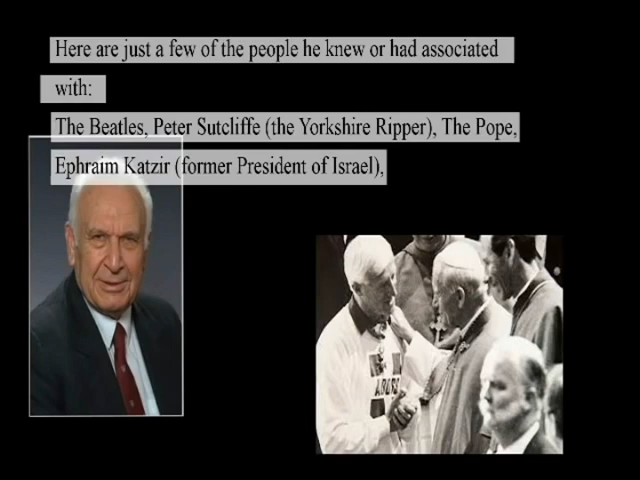 Here are just a few of the people he knew or had associated
with:
The Beatles, Peter Sutcliffe (the Yorkshire Ripper), The Pope,
Ephraim Katzir (former President of Israel),